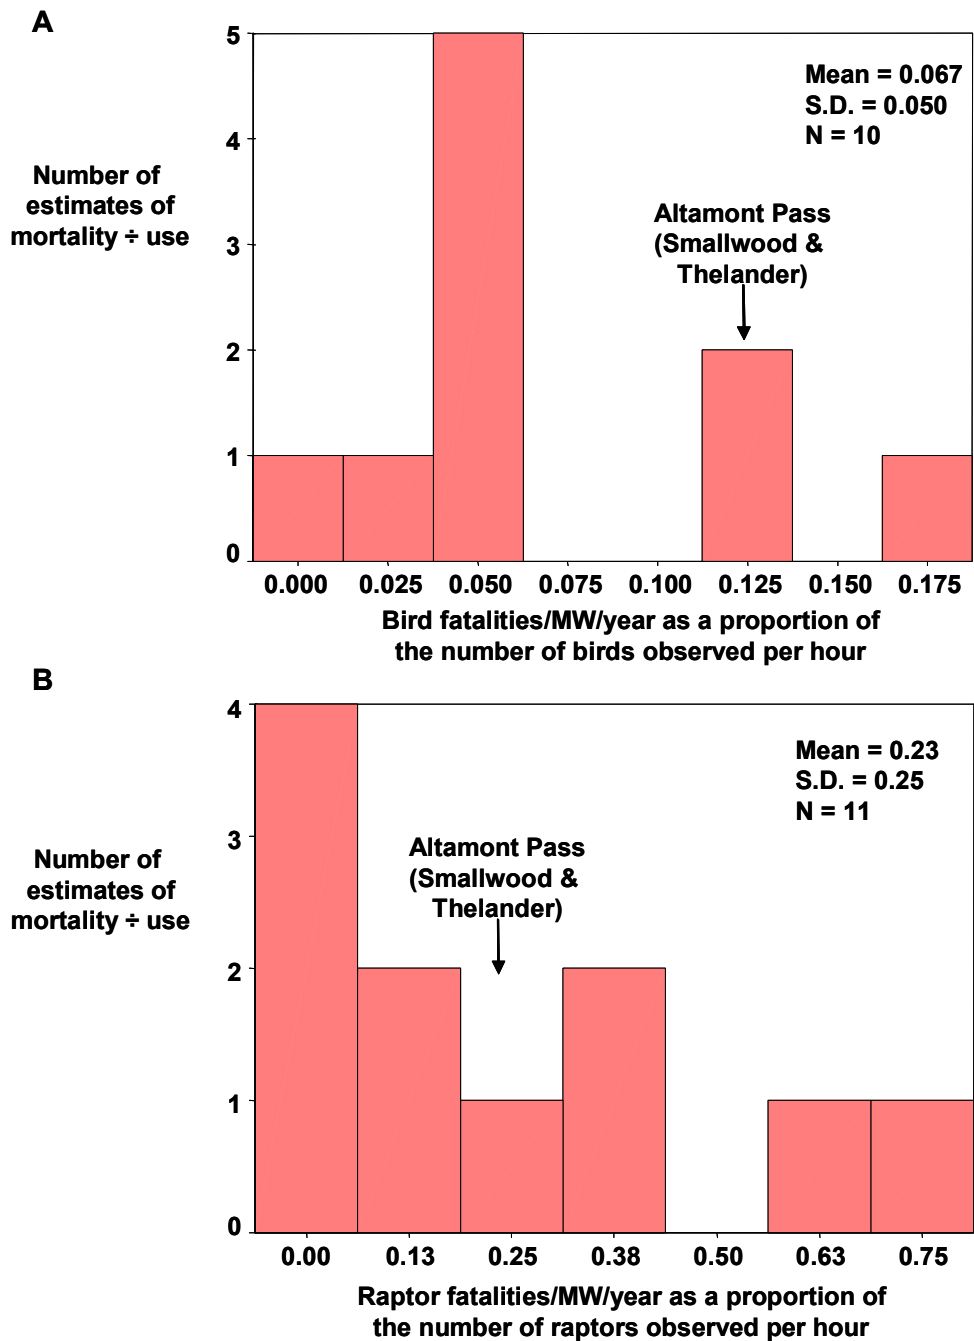 A
5
4
3
2
1
0
Number of
estimates of
mortality ÷ use
Mean = 0.067
S.D. = 0.050
N = 10
Altamont Pass
(Smallwood &
Thelander)
0.000 0.025 0.050 0.075 0.100 0.125 0.150 0.175
Bird fatalities/MW/year as a proportion of
the number of birds observed per hour
B
4
3
2
1
0
Number of
estimates of
mortality ÷ use
Mean = 0.23
S.D. = 0.25
N = 11
Altamont Pass
(Smallwood &
Thelander)
0.00 0.13 0.25 0.38 0.50 0.63 0.75
Raptor fatalities/MW/year as a proportion of
the number of raptors observed per hour